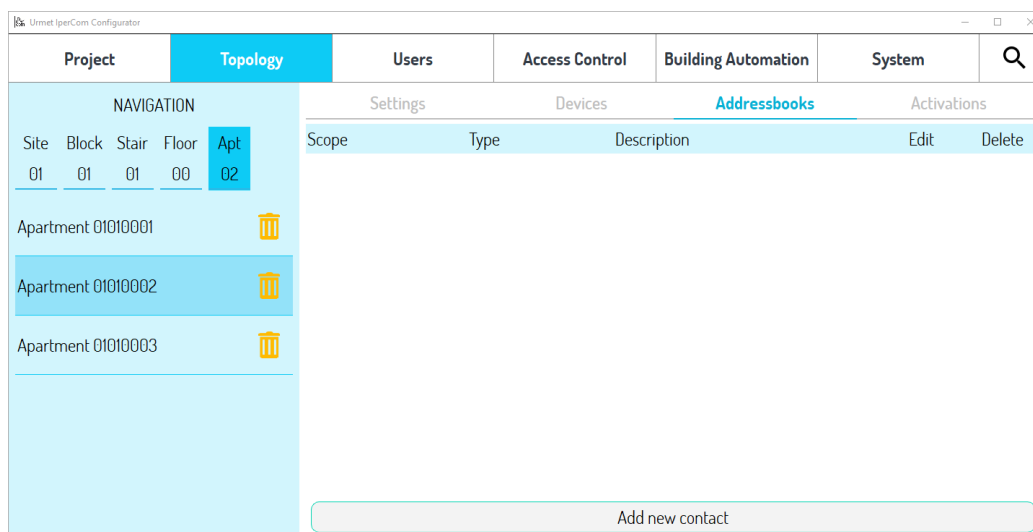 Urmet IperCom Configurator
Project Topology Users Access Control Building Automation System
NAVIGATION
Settings Devices Addressbooks Activations
Site Block Stair Floor Apt
01 01 01 00 02
Scope Type Description Edit Delete
Apartment 01010001
Apartment 01010002
Apartment 01010003
Add new contact